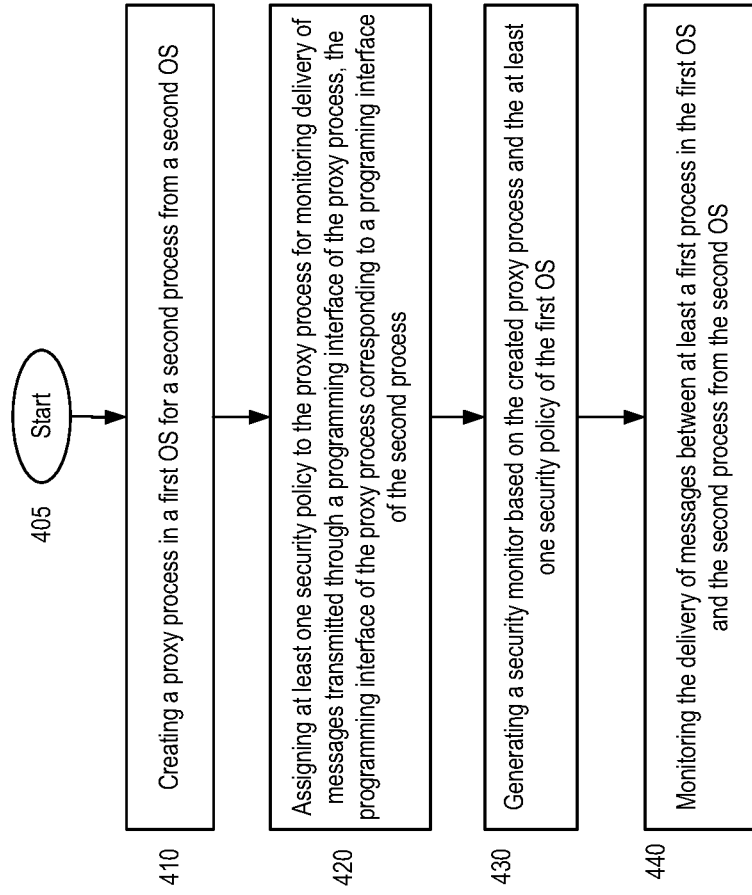 405
Start
410
Creating a proxy process in a first OS for a second process from a second OS
420
Assigning at least one security policy to the proxy process for monitoring delivery of
messages transmitted through a programming interface of the proxy process, the
programming interface of the proxy process corresponding to a programing interface
of the second process
430
Generating a security monitor based on the created proxy process and the at least
one security policy of the first OS
440
Monitoring the delivery of messages between at least a first process in the first OS
and the second process from the second OS